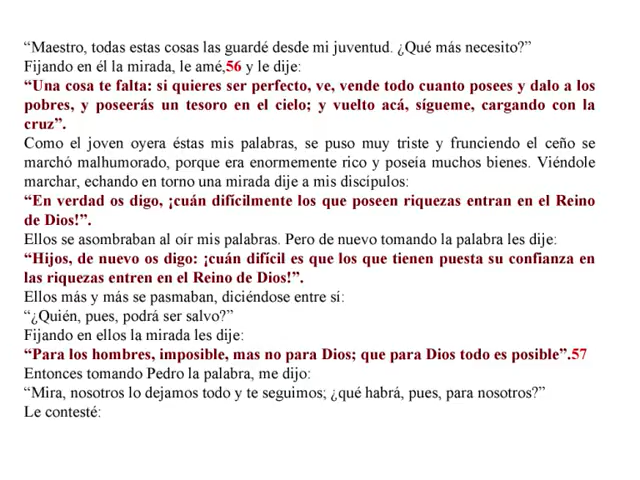 “Maestro, todas estas cosas las guardé desde mi juventud. ¿Qué más necesito?”
Fijando en él la mirada, le amé,56 y le dije:
“Una cosa te falta: si quieres ser perfecto, ve, vende todo cuanto posees y dalo a los
pobres, y poseerás un tesoro en el cielo; y vuelto acá, sígueme, cargando con la
cruz”.
Como el joven oyera éstas mis palabras, se puso muy triste y frunciendo el ceño se
marchó malhumorado, porque era enormemente rico y poseía muchos bienes. Viéndole
marchar, echando en torno una mirada dije a mis discípulos:
“En verdad os digo, ¡cuán difícilmente los que poseen riquezas entran en el Reino
de Dios!”.
Ellos se asombraban al oír mis palabras. Pero de nuevo tomando la palabra les dije:
“Hijos, de nuevo os digo: ¡cuán difícil es que los que tienen puesta su confianza en
las riquezas entren en el Reino de Dios!”.
Ellos más y más se pasmaban, diciéndose entre sí:
“¿Quién, pues, podrá ser salvo?”
Fijando en ellos la mirada les dije:
“Para los hombres, imposible, mas no para Dios; que para Dios todo es posible”.57
Entonces tomando Pedro la palabra, me dijo:
“Mira, nosotros lo dejamos todo y te seguimos; ¿qué habrá, pues, para nosotros?”
Le contesté: